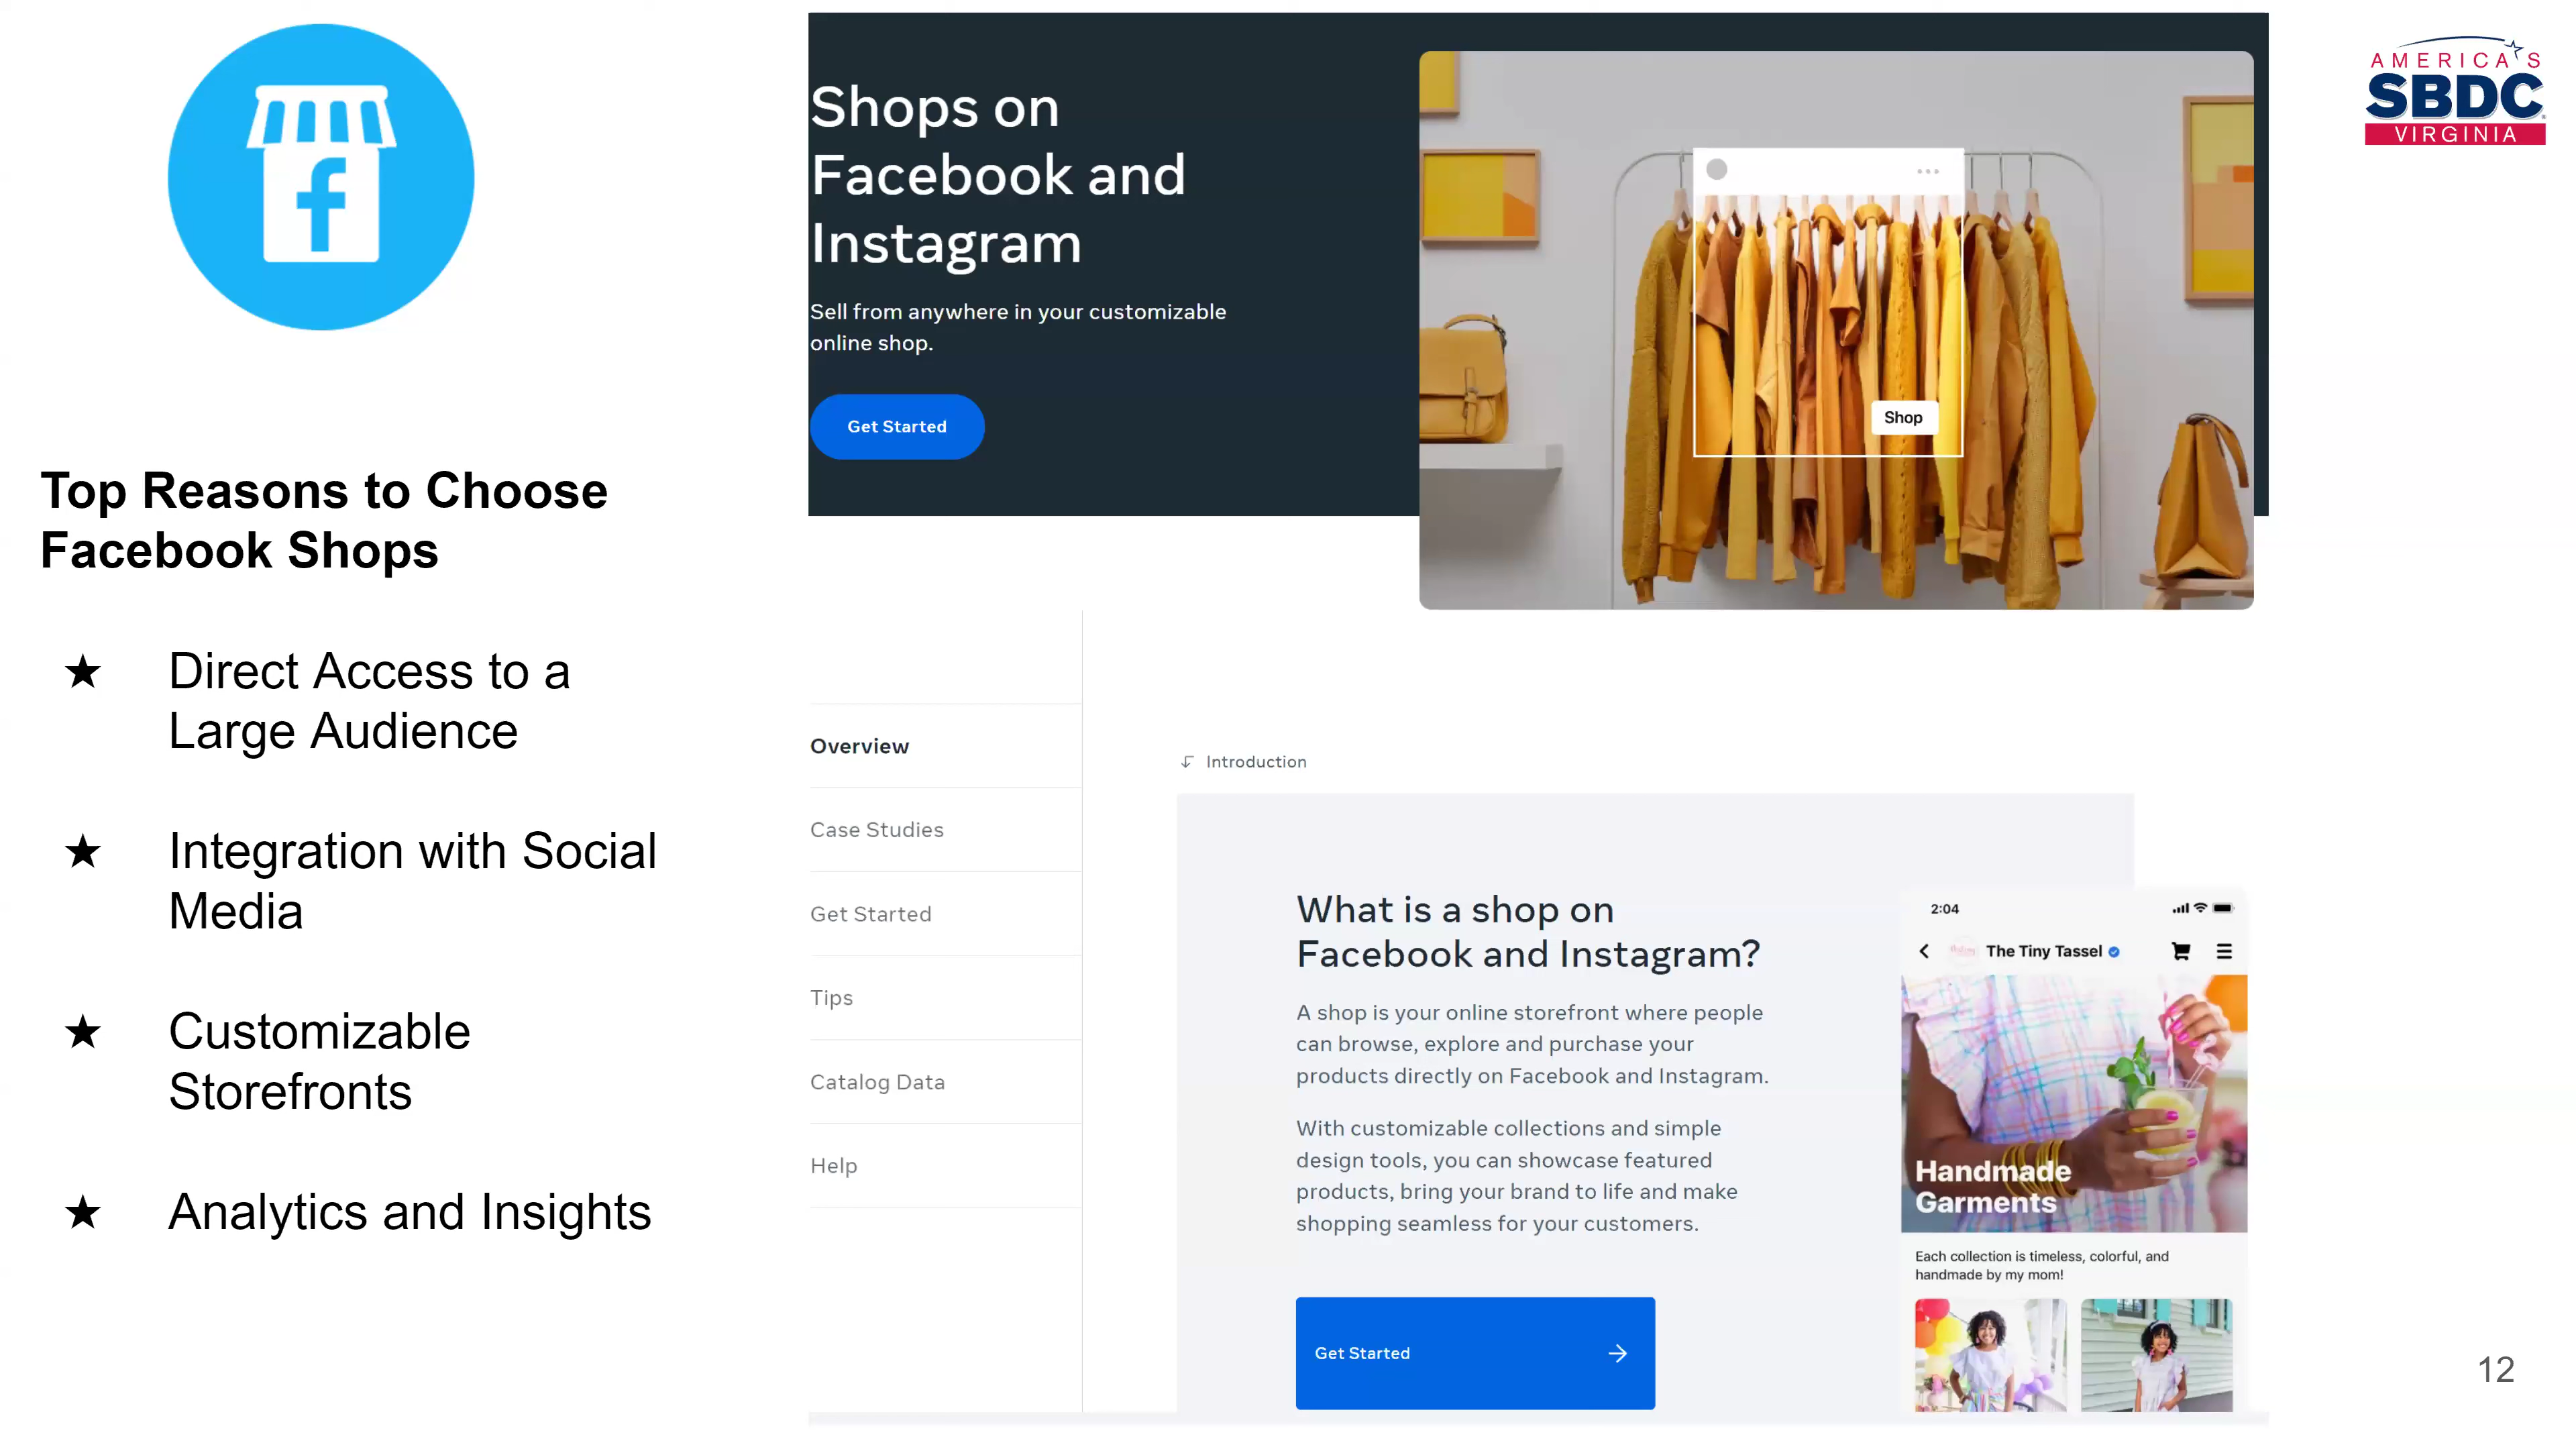 AMERICA'S
SBDC
VIRGINIA
Top Reasons to Choose
Facebook Shops
★ Direct Access to a
Large Audience
★ Integration with Social
Media
★ Customizable
Storefronts
★ Analytics and Insights
Shops on
Facebook and
Instagram
Sell from anywhere in your customizable
online shop.
Get Started
Shop
Overview
Case Studies
Get Started
Tips
Catalog Data
Help
Introduction
What is a shop on
Facebook and Instagram?
A shop is your online storefront where people
can browse, explore and purchase your
products directly on Facebook and Instagram.
With customizable collections and simple
design tools, you can showcase featured
products, bring your brand to life and make
shopping seamless for your customers.
Get Started
2:04
The Tiny Tassel
Handmade
Garments
Each collection is timeless, colorful, and
handmade by my mom!
12